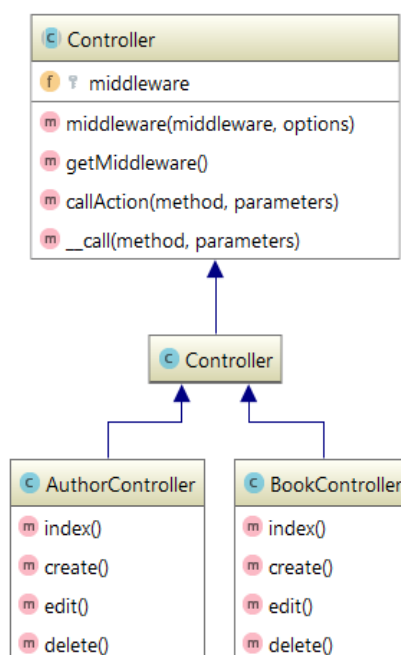 C Controller
f middleware
m middleware(middleware, options)
m getMiddleware()
m callAction(method, parameters)
m __call(method, parameters)
C Controller
C AuthorController
m index()
m create()
m edit()
m delete()
C BookController
m index()
m create()
m edit()
m delete()